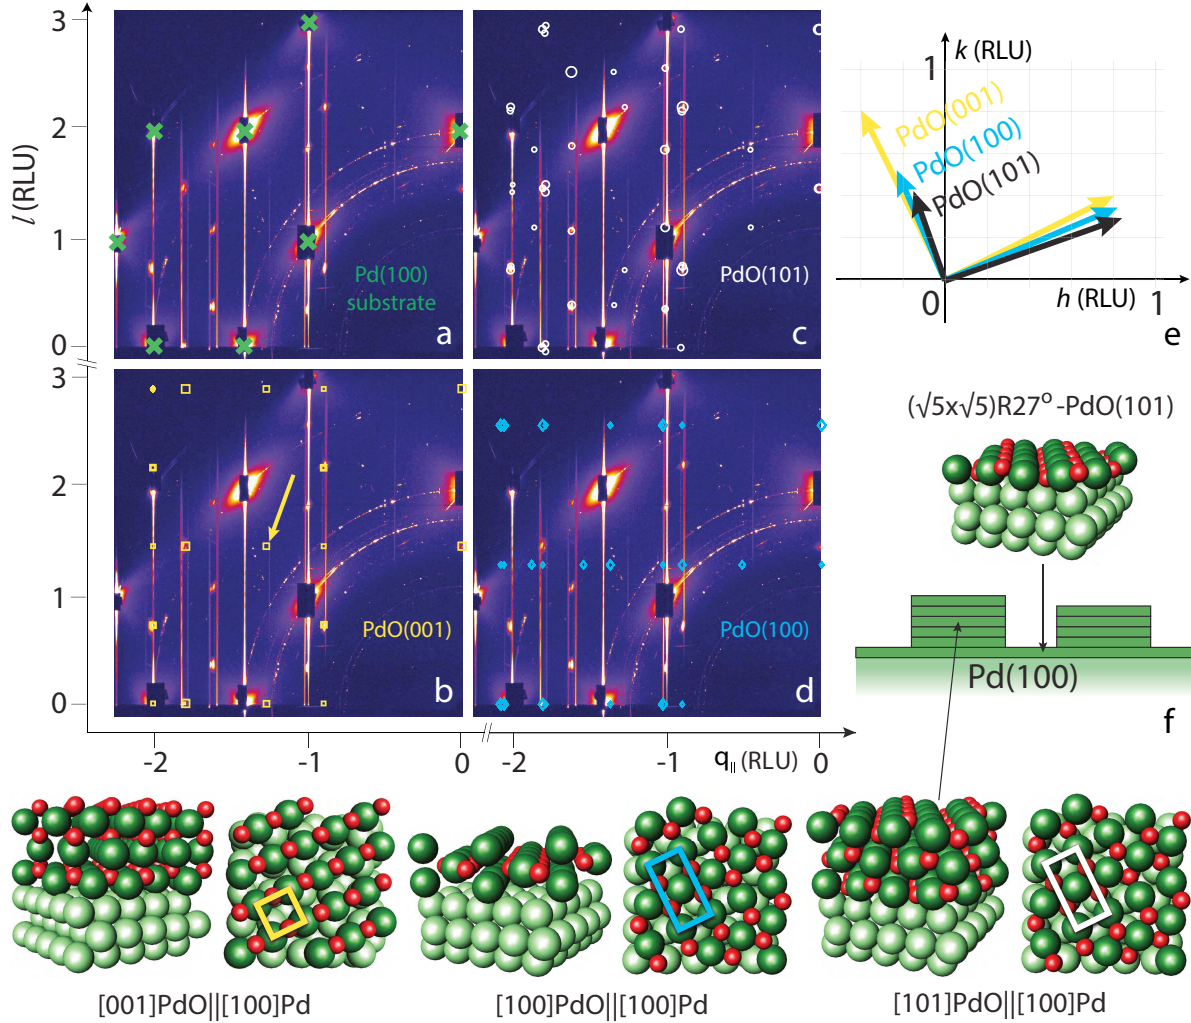 3
2
1
0
l (RLU)
Pd(100)
substrate
a
PdO(101)
c
k (RLU)
1
PdO(001)
PdO(100)
PdO(101)
0
h (RLU)
1
e
3
2
1
0
PdO(001)
b
PdO(100)
d
-2
-1
0
-2
-1
0
q|| (RLU)
(√5x√5)R27° -PdO(101)
Pd(100)
f
[001]PdO||[100]Pd
[100]PdO||[100]Pd
[101]PdO||[100]Pd